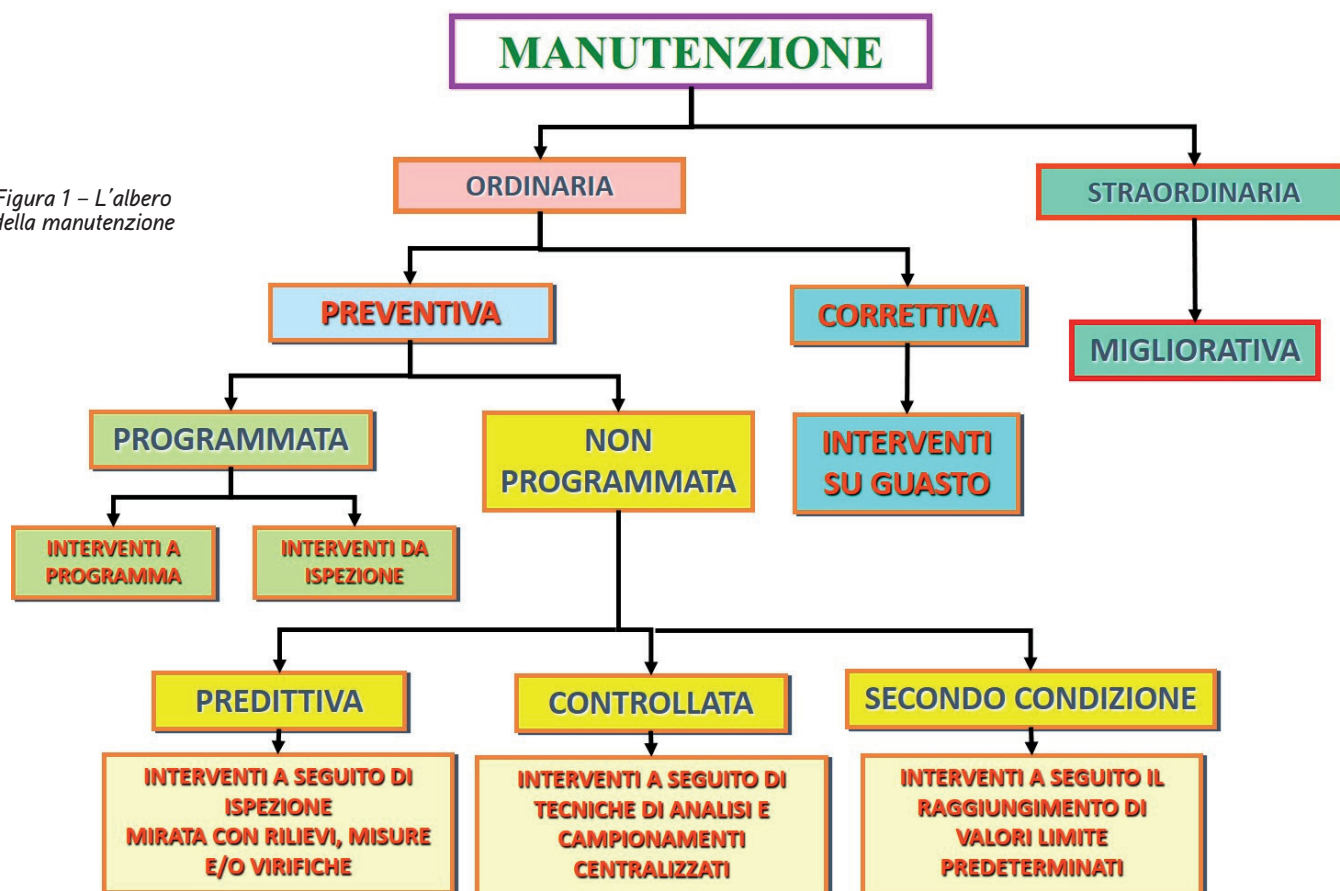 MANUTENZIONE
Figura 1 – L'albero
della manutenzione
ORDINARIA
STRAORDINARIA
PREVENTIVA
CORRETTIVA
MIGLIORATIVA
PROGRAMMATA
NON
PROGRAMMATA
INTERVENTI
SU GUASTO
INTERVENTI A
PROGRAMMA
INTERVENTI DA
ISPEZIONE
PREDITTIVA
CONTROLLATA
SECONDO CONDIZIONE
INTERVENTI A SEGUITO DI
ISPEZIONE
MIRATA CON RILIEVI, MISURE
E/O VIRIFICHE
INTERVENTI A SEGUITO DI
TECNICHE DI ANALISI E
CAMPIONAMENTI
CENTRALIZZATI
INTERVENTI A SEGUITO IL
RAGGIUNGIMENTO DI
VALORI LIMITE
PREDETERMINATI